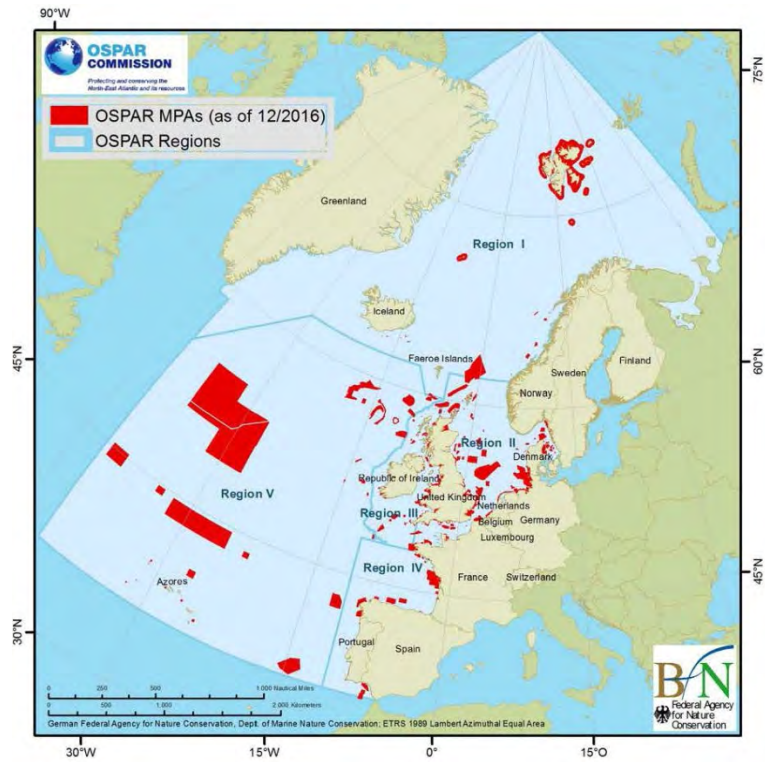 90°W
75°N
OSPAR
COMMISSION
Protecting and conserving the
North-East Atlantic and its resources
OSPAR MPAs (as of 12/2016)
OSPAR Regions
Greenland
Region I
Iceland
45°N
60°N
Faeroe Islands
Sweden
Finland
Norway
Region II
Denmark
Republic of Ireland
Region V
United Kingdom
Netherlands
Region III
Belgium
Germany
Luxembourg
Region IV
45°N
France
Switzerland
Azores
30°N
Portugal
Spain
0 250 500 1.000 Nautical Miles
0 500 1.000 2.000 Kilometers
German Federal Agency for Nature Conservation, Dept. of Marine Nature Conservation; ETRS 1989 Lambert Azimuthal Equal Area
BfN
Federal Agency
for Nature
Conservation
30°W
15°W
0°
15°O